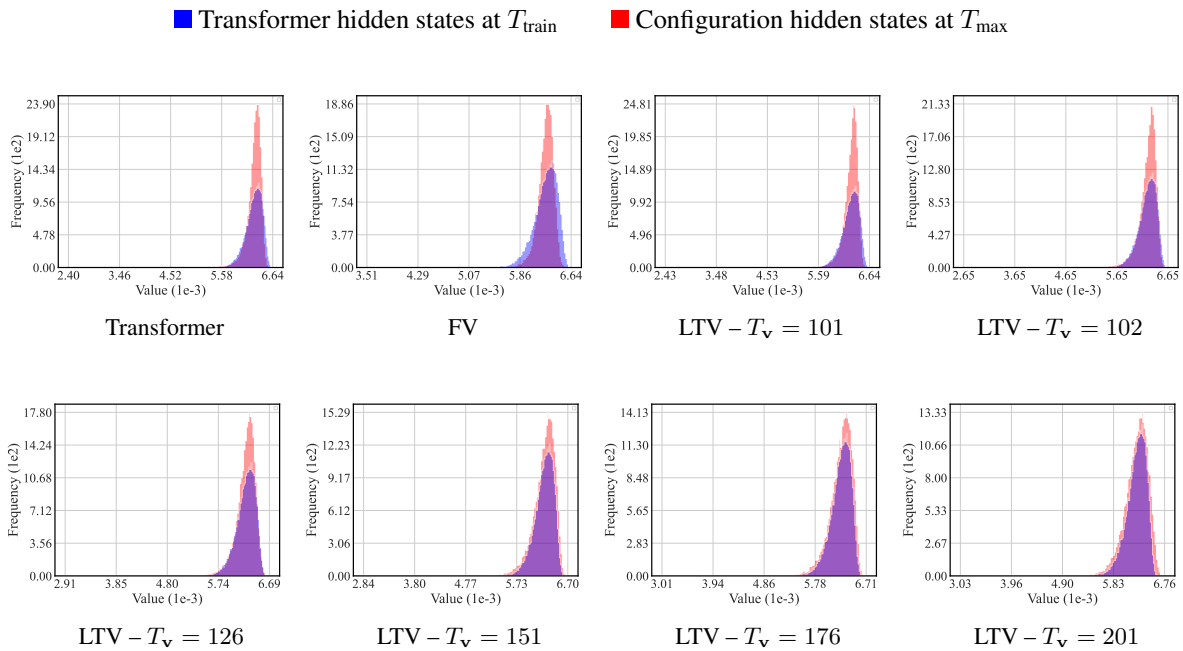 Transformer hidden states at T_train Configuration hidden states at T_max
23.90 19.12 14.34 9.56 4.78 0.00
Frequency (1e2)
2.40 3.46 4.52 5.58 6.64
Value (1e-3)
Transformer
18.86 15.09 11.32 7.54 3.77 0.00
Frequency (1e2)
3.51 4.29 5.07 5.86 6.64
Value (1e-3)
FV
24.81 19.85 14.88 9.92 4.96 0.00
Frequency (1e2)
2.43 3.48 4.53 5.59 6.64
Value (1e-3)
LTV – T_v = 101
21.33 17.06 12.80 8.53 4.27 0.00
Frequency (1e2)
2.65 3.65 4.65 5.65 6.65
Value (1e-3)
LTV – T_v = 102
17.80 14.24 10.68 7.12 3.56 0.00
Frequency (1e2)
2.91 3.85 4.80 5.74 6.69
Value (1e-3)
LTV – T_v = 126
15.29 12.23 9.17 6.12 3.06 0.00
Frequency (1e2)
2.84 3.80 4.77 5.73 6.70
Value (1e-3)
LTV – T_v = 151
14.13 11.30 8.48 5.65 2.83 0.00
Frequency (1e2)
3.01 3.94 4.86 5.78 6.71
Value (1e-3)
LTV – T_v = 176
13.33 10.66 8.00 5.33 2.67 0.00
Frequency (1e2)
3.03 3.96 4.90 5.83 6.76
Value (1e-3)
LTV – T_v = 201